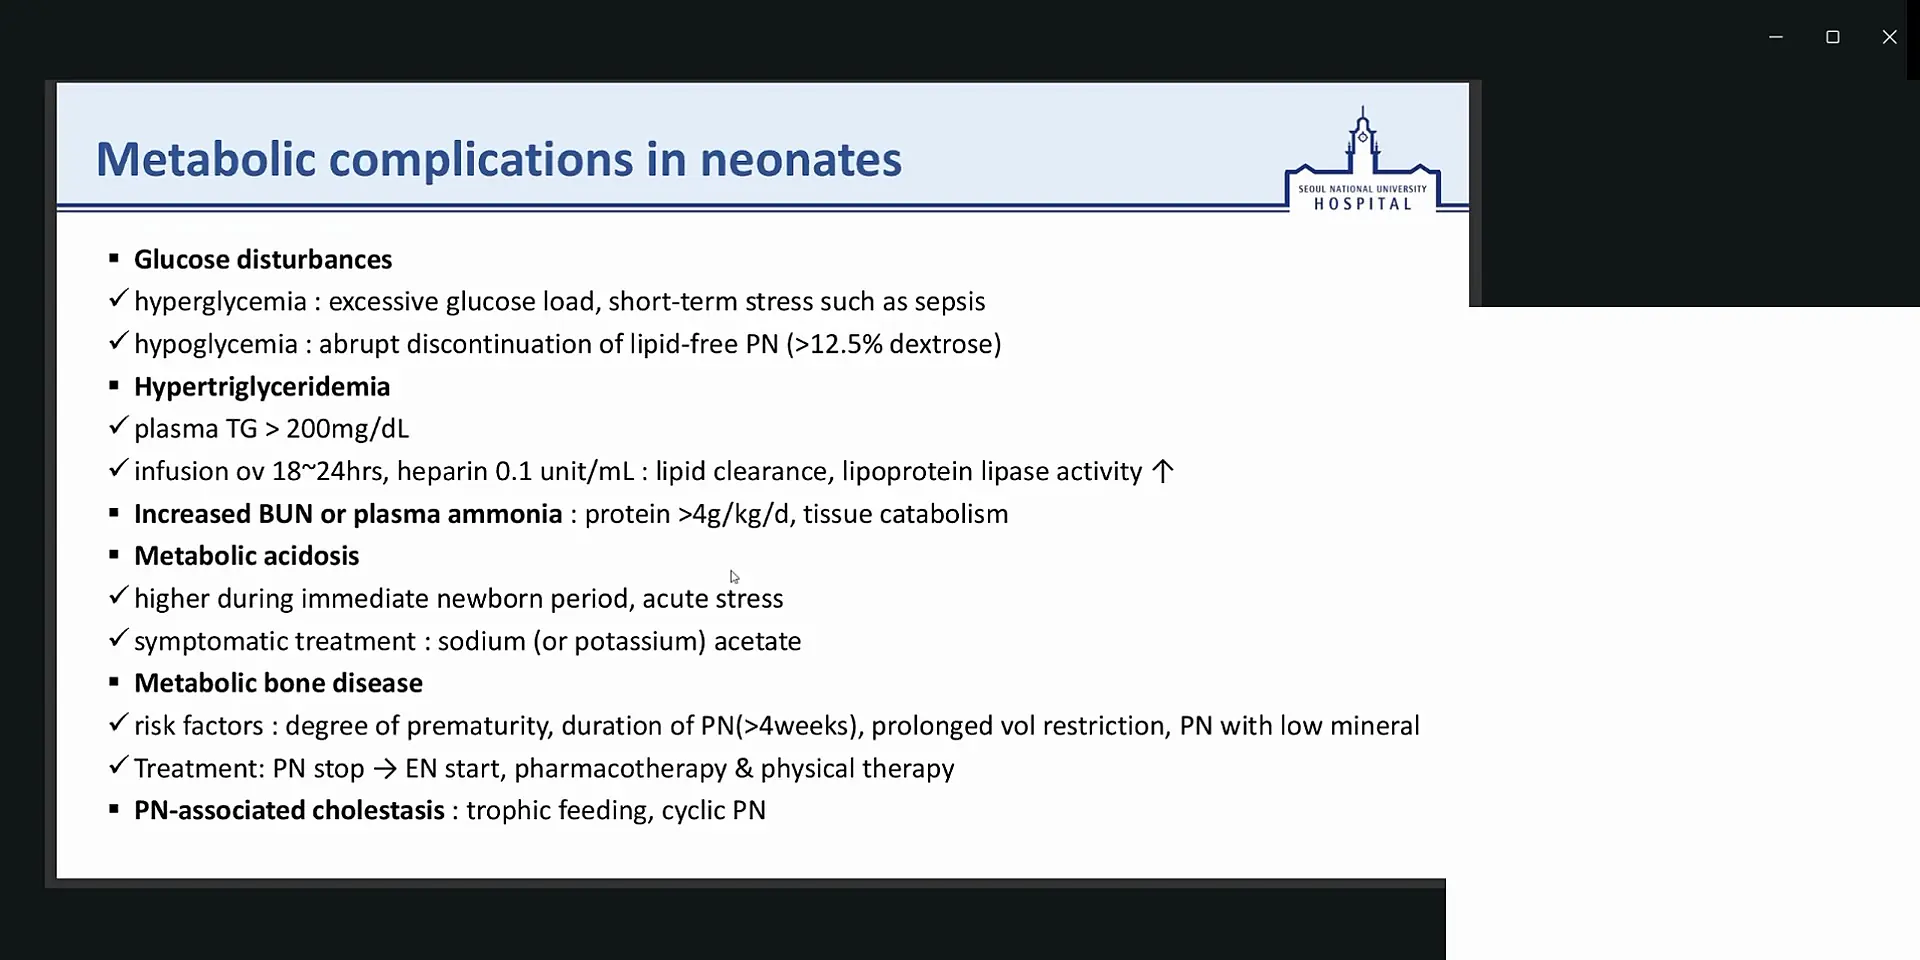 Metabolic complications in neonates
SEOUL NATIONAL UNIVERSITY
HOSPITAL
▪ Glucose disturbances
✓ hyperglycemia : excessive glucose load, short-term stress such as sepsis
✓ hypoglycemia : abrupt discontinuation of lipid-free PN (>12.5% dextrose)
▪ Hypertriglyceridemia
✓ plasma TG > 200mg/dL
✓ infusion ov 18~24hrs, heparin 0.1 unit/mL : lipid clearance, lipoprotein lipase activity ↑
▪ Increased BUN or plasma ammonia : protein >4g/kg/d, tissue catabolism
▪ Metabolic acidosis
✓ higher during immediate newborn period, acute stress
✓ symptomatic treatment : sodium (or potassium) acetate
▪ Metabolic bone disease
✓ risk factors : degree of prematurity, duration of PN(>4weeks), prolonged vol restriction, PN with low mineral
✓ Treatment: PN stop → EN start, pharmacotherapy & physical therapy
▪ PN-associated cholestasis : trophic feeding, cyclic PN